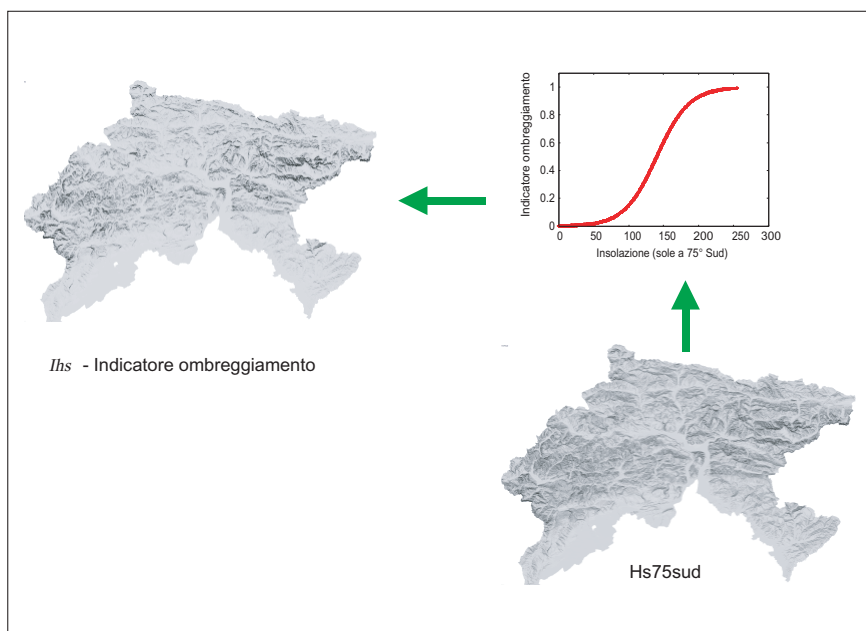 Indicatore ombreggiamento
1
0.8
0.6
0.4
0.2
0
0 50 100 150 200 250 300
Insolazione (sole a 75° Sud)
Ihs - Indicatore ombreggiamento
Hs75sud